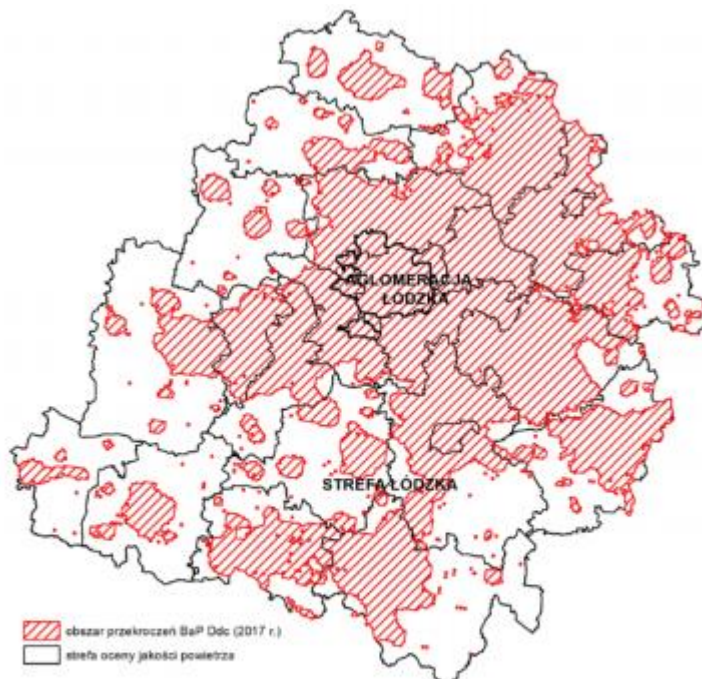 AGLOMERACJA
ŁÓDZKA
STREFA ŁÓDZKA
obszar przekroczeń BaP Ddc (2017 r.)
strefa oceny jakości powietrza